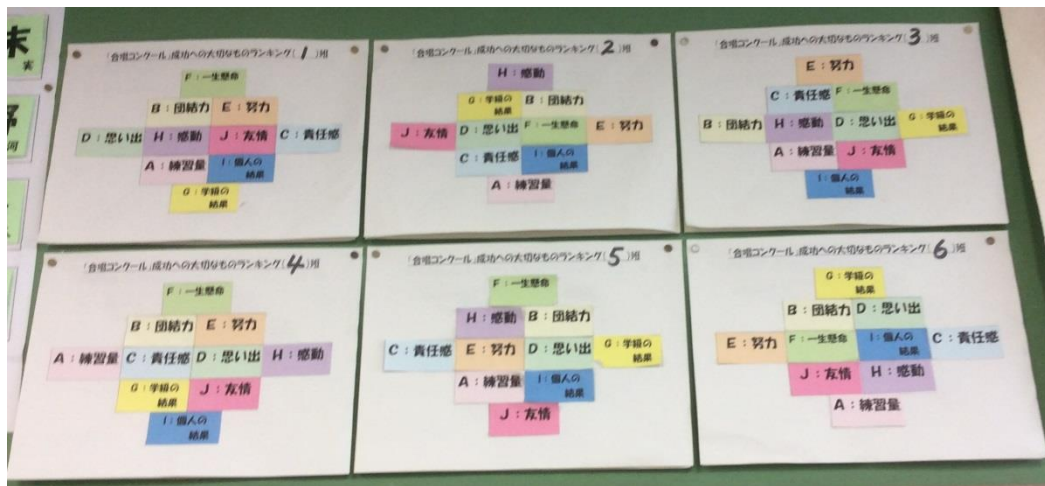 末
実
河
「合唱コンクール」成功への大切なものランキング(1)班
F:一生懸命
B:団結力 E:努力
D:思い出 H:感動 J:友情 C:責任感
A:練習量 I:個人の
結果
G:学級の
結果
「合唱コンクール」成功への大切なものランキング(2)班
H:感動
G:学級の
結果 B:団結力
J:友情 D:思い出 F:一生懸命 E:努力
C:責任感 I:個人の
結果
A:練習量
「合唱コンクール」成功への大切なものランキング(3)班
E:努力
C:責任感 F:一生懸命
B:団結力 H:感動 D:思い出 G:学級の
結果
A:練習量 J:友情
I:個人の
結果
「合唱コンクール」成功への大切なものランキング(4)班
F:一生懸命
B:団結力 E:努力
A:練習量 C:責任感 D:思い出 H:感動
G:学級の
結果 J:友情
I:個人の
結果
「合唱コンクール」成功への大切なものランキング(5)班
F:一生懸命
H:感動 B:団結力
C:責任感 E:努力 D:思い出 G:学級の
結果
A:練習量 I:個人の
結果
J:友情
「合唱コンクール」成功への大切なものランキング(6)班
G:学級の
結果
B:団結力 D:思い出
E:努力 F:一生懸命 I:個人の
結果 C:責任感
J:友情 H:感動
A:練習量